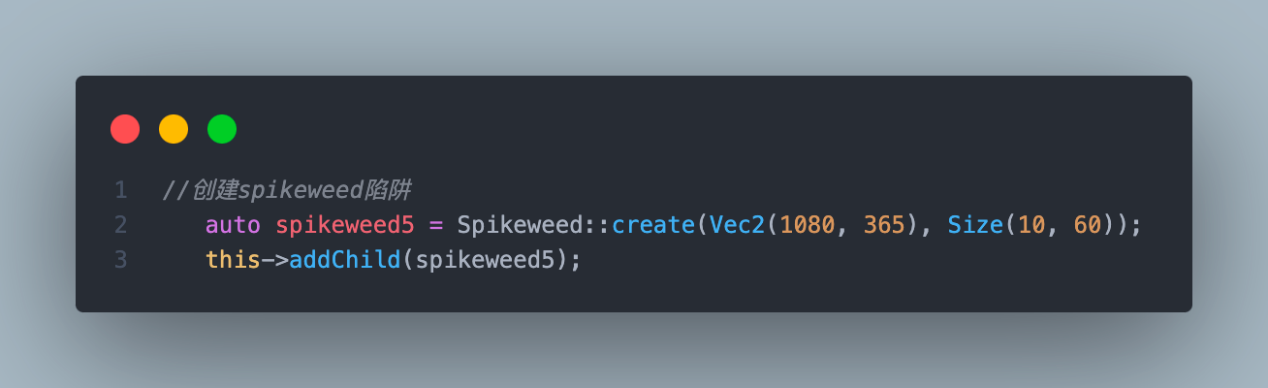 1 //创建spikeweed陷阱
2 auto spikeweed5 = Spikeweed::create(Vec2(1080, 365), Size(10, 60));
3 this->addChild(spikeweed5);